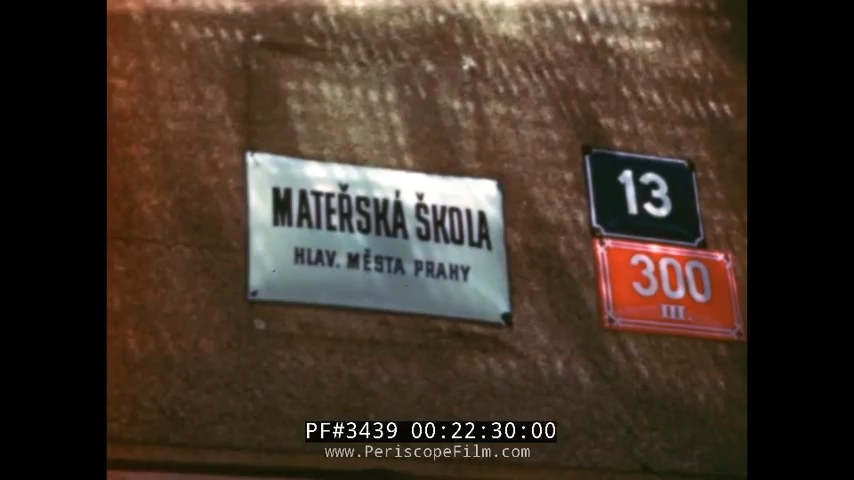 MATEŘSKÁ ŠKOLA
HLAV. MĚSTA PRAHY
13
300
III.
PF#3439 00:22:30:00
www.PeriscopeFilm.com